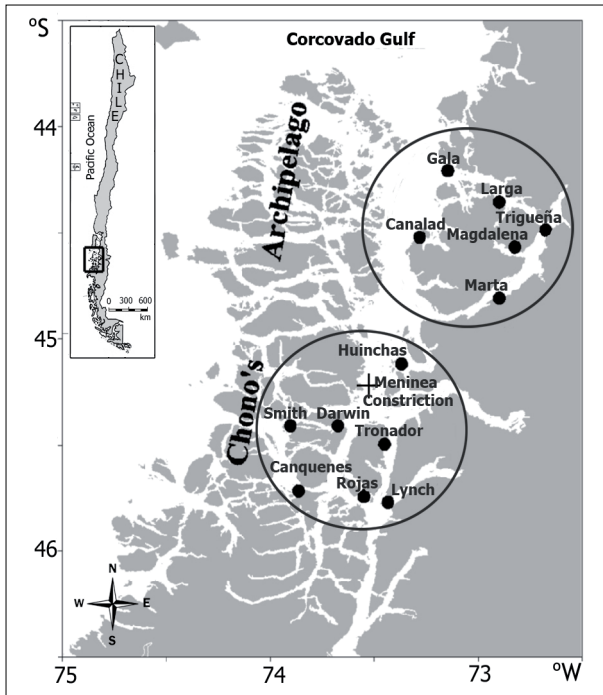 °S
Corcovado Gulf
CHILE
Pacific Ocean
0 300 600
km
44
45
46
Chono's Archipelago
Gala
Larga
Trigueña
Canalad
Magdalena
Marta
Huinchas
Meninea
Constriction
Smith
Darwin
Tronador
Canquenes
Rojas
Lynch
N
W
E
S
75
74
73
°W